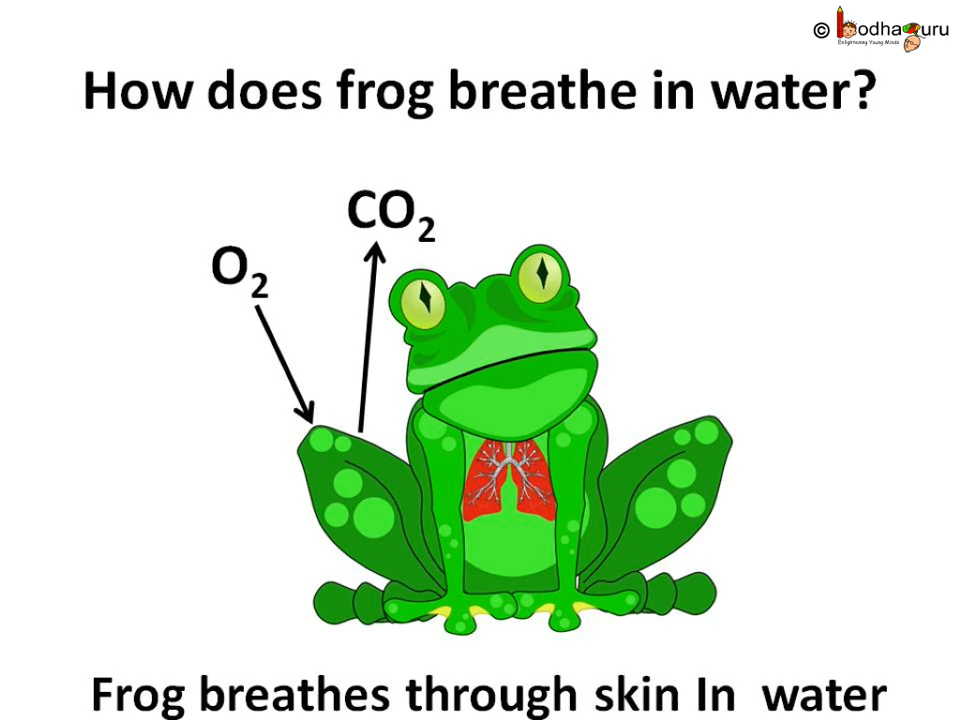 © BodhaGuru
Enlightening Young Minds
How does frog breathe in water?
CO₂
O₂
Frog breathes through skin In water